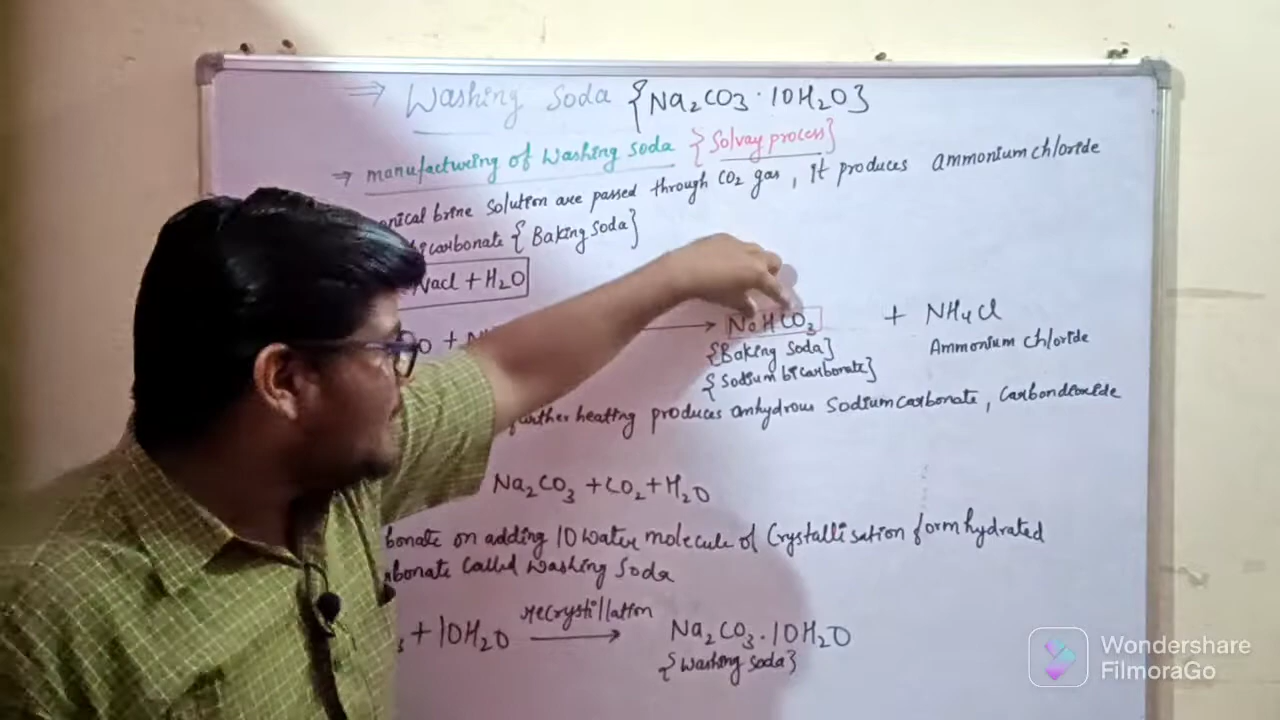 ⇒ Washing Soda {Na₂CO₃·10H₂O}
⇒ manufacturing of Washing Soda {Solvay process}
brine solution are passed through CO₂ gas, it produces ammonium chloride
bicarbonate {Baking Soda}
Nacl + H₂O
O + → NaHCO₃ + NH₄Cl
{Baking Soda} Ammonium chloride
{Sodium bicarbonate}
further heating produces anhydrous Sodium carbonate, Carbondioxide
Na₂CO₃ + CO₂ + H₂O
bonate on adding 10 water molecule of Crystallisation form hydrated
rbonate called Washing Soda
₃ + 10H₂O recrystillation → Na₂CO₃·10H₂O
{Washing Soda}
Wondershare
FilmoraGo